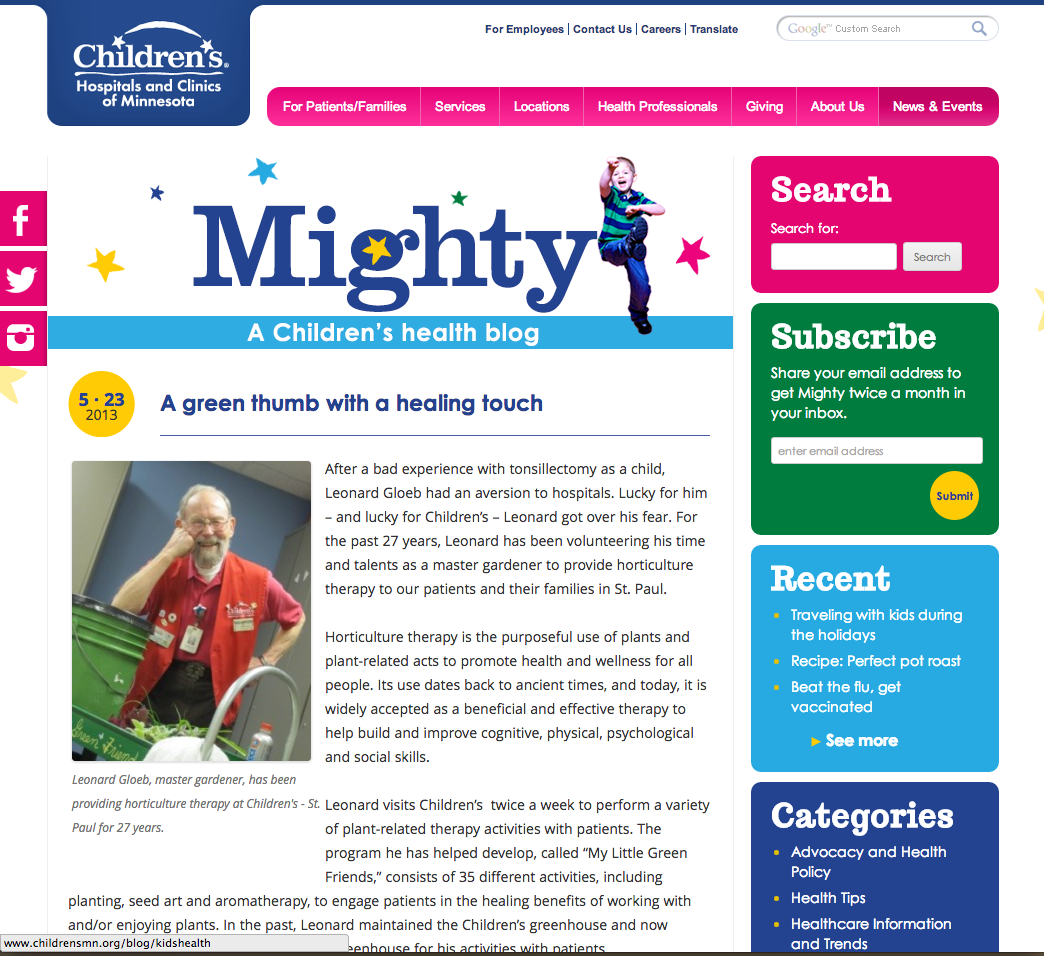 Children's®
Hospitals and Clinics
of Minnesota
For Employees | Contact Us | Careers | Translate
Google™ Custom Search
For Patients/Families
Services
Locations
Health Professionals
Giving
About Us
News & Events
Mighty
A Children's health blog
5 · 23
2013
A green thumb with a healing touch
After a bad experience with tonsillectomy as a child,
Leonard Gloeb had an aversion to hospitals. Lucky for him
– and lucky for Children's – Leonard got over his fear. For
the past 27 years, Leonard has been volunteering his time
and talents as a master gardener to provide horticulture
therapy to our patients and their families in St. Paul.
Horticulture therapy is the purposeful use of plants and
plant-related acts to promote health and wellness for all
people. Its use dates back to ancient times, and today, it is
widely accepted as a beneficial and effective therapy to
help build and improve cognitive, physical, psychological
and social skills.
Children's
Green Friends
Leonard Gloeb, master gardener, has been
providing horticulture therapy at Children's - St.
Paul for 27 years.
Leonard visits Children's  twice a week to perform a variety
of plant-related therapy activities with patients. The
program he has helped develop, called “My Little Green
Friends,” consists of 35 different activities, including
planting, seed art and aromatherapy, to engage patients in the healing benefits of working with
and/or enjoying plants. In the past, Leonard maintained the Children's greenhouse and now
greenhouse for his activities with patients.
www.childrensmn.org/blog/kidshealth
Search
Search for:
Search
Subscribe
Share your email address to
get Mighty twice a month in
your inbox.
enter email address
Submit
Recent
Traveling with kids during
the holidays
Recipe: Perfect pot roast
Beat the flu, get
vaccinated
See more
Categories
Advocacy and Health
Policy
Health Tips
Healthcare Information
and Trends